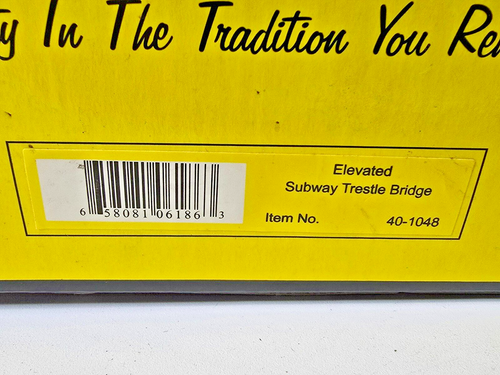 In The Tradition You
Elevated
Subway Trestle Bridge
6 58081 06186 3
Item No. 40-1048